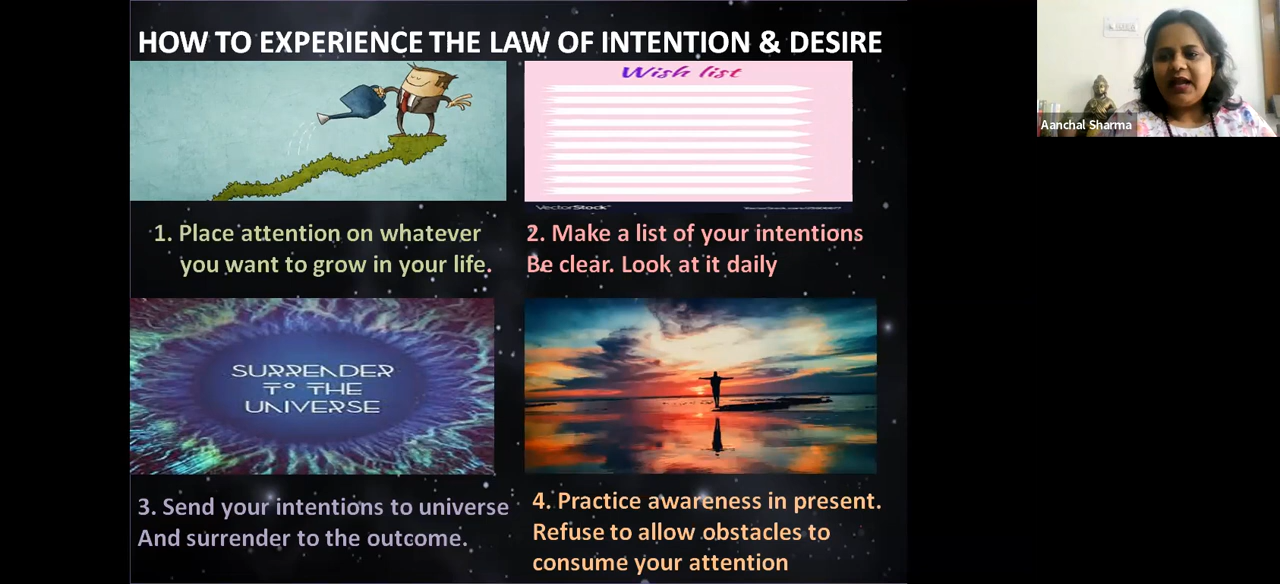 HOW TO EXPERIENCE THE LAW OF INTENTION & DESIRE
Wish list
VectorStock
1. Place attention on whatever
you want to grow in your life.
2. Make a list of your intentions
Be clear. Look at it daily
SURRENDER
TO THE
UNIVERSE
3. Send your intentions to universe
And surrender to the outcome.
4. Practice awareness in present.
Refuse to allow obstacles to
consume your attention
Aanchal Sharma